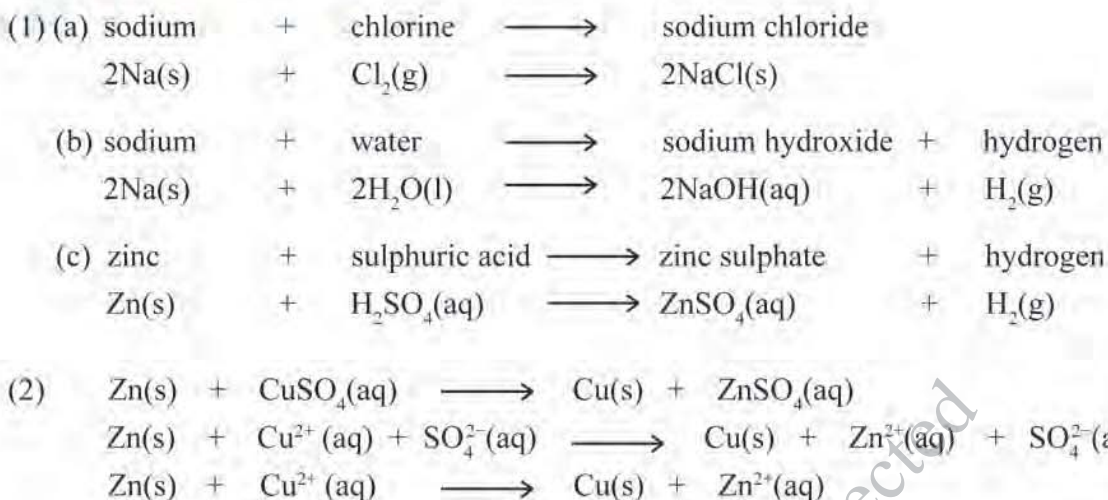 (1) (a) sodium + chlorine ⟶ sodium chloride
2Na(s) + Cl₂(g) ⟶ 2NaCl(s)
(b) sodium + water ⟶ sodium hydroxide + hydrogen
2Na(s) + 2H₂O(l) ⟶ 2NaOH(aq) + H₂(g)
(c) zinc + sulphuric acid ⟶ zinc sulphate + hydrogen
Zn(s) + H₂SO₄(aq) ⟶ ZnSO₄(aq) + H₂(g)
(2) Zn(s) + CuSO₄(aq) ⟶ Cu(s) + ZnSO₄(aq)
Zn(s) + Cu²⁺(aq) + SO₄²⁻(aq) ⟶ Cu(s) + Zn²⁺(aq) + SO₄²⁻(a
Zn(s) + Cu²⁺(aq) ⟶ Cu(s) + Zn²⁺(aq)
ected